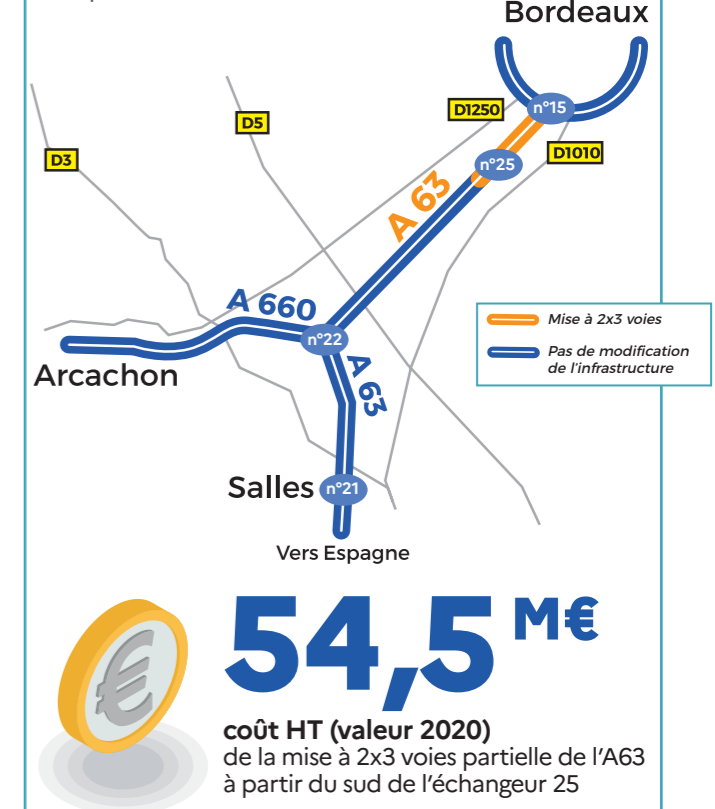 Bordeaux
D1250
n°15
D5
D3
D1010
n°25
A 63
A 660
n°22
Mise à 2x3 voies
Pas de modification
de l'infrastructure
Arcachon
A 63
Salles
n°21
Vers Espagne
€
54,5 M€
coût HT (valeur 2020)
de la mise à 2x3 voies partielle de l'A63
à partir du sud de l'échangeur 25